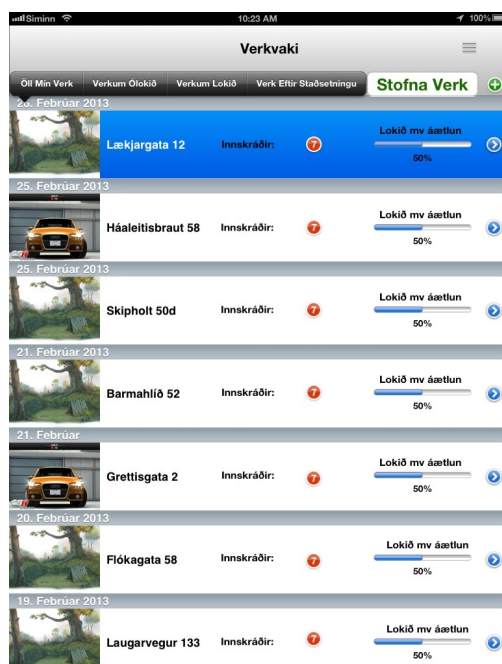 Siminn 10:23 AM 100%
Verkvaki
Öll Mín Verk Verkum Ólokið Verkum Lokið Verk Eftir Staðsetningu Stofna Verk
26. Febrúar 2013
Lækjargata 12 Innskráðir: 7 Lokið mv áætlun
50%
25. Febrúar 2013
Háaleitisbraut 58 Innskráðir: 7 Lokið mv áætlun
50%
25. Febrúar 2013
Skipholt 50d Innskráðir: 7 Lokið mv áætlun
50%
21. Febrúar 2013
Barmahlíð 52 Innskráðir: 7 Lokið mv áætlun
50%
21. Febrúar
Grettisgata 2 Innskráðir: 7 Lokið mv áætlun
50%
20. Febrúar 2013
Flókagata 58 Innskráðir: 7 Lokið mv áætlun
50%
19. Febrúar 2013
Laugarvegur 133 Innskráðir: 7 Lokið mv áætlun
50%